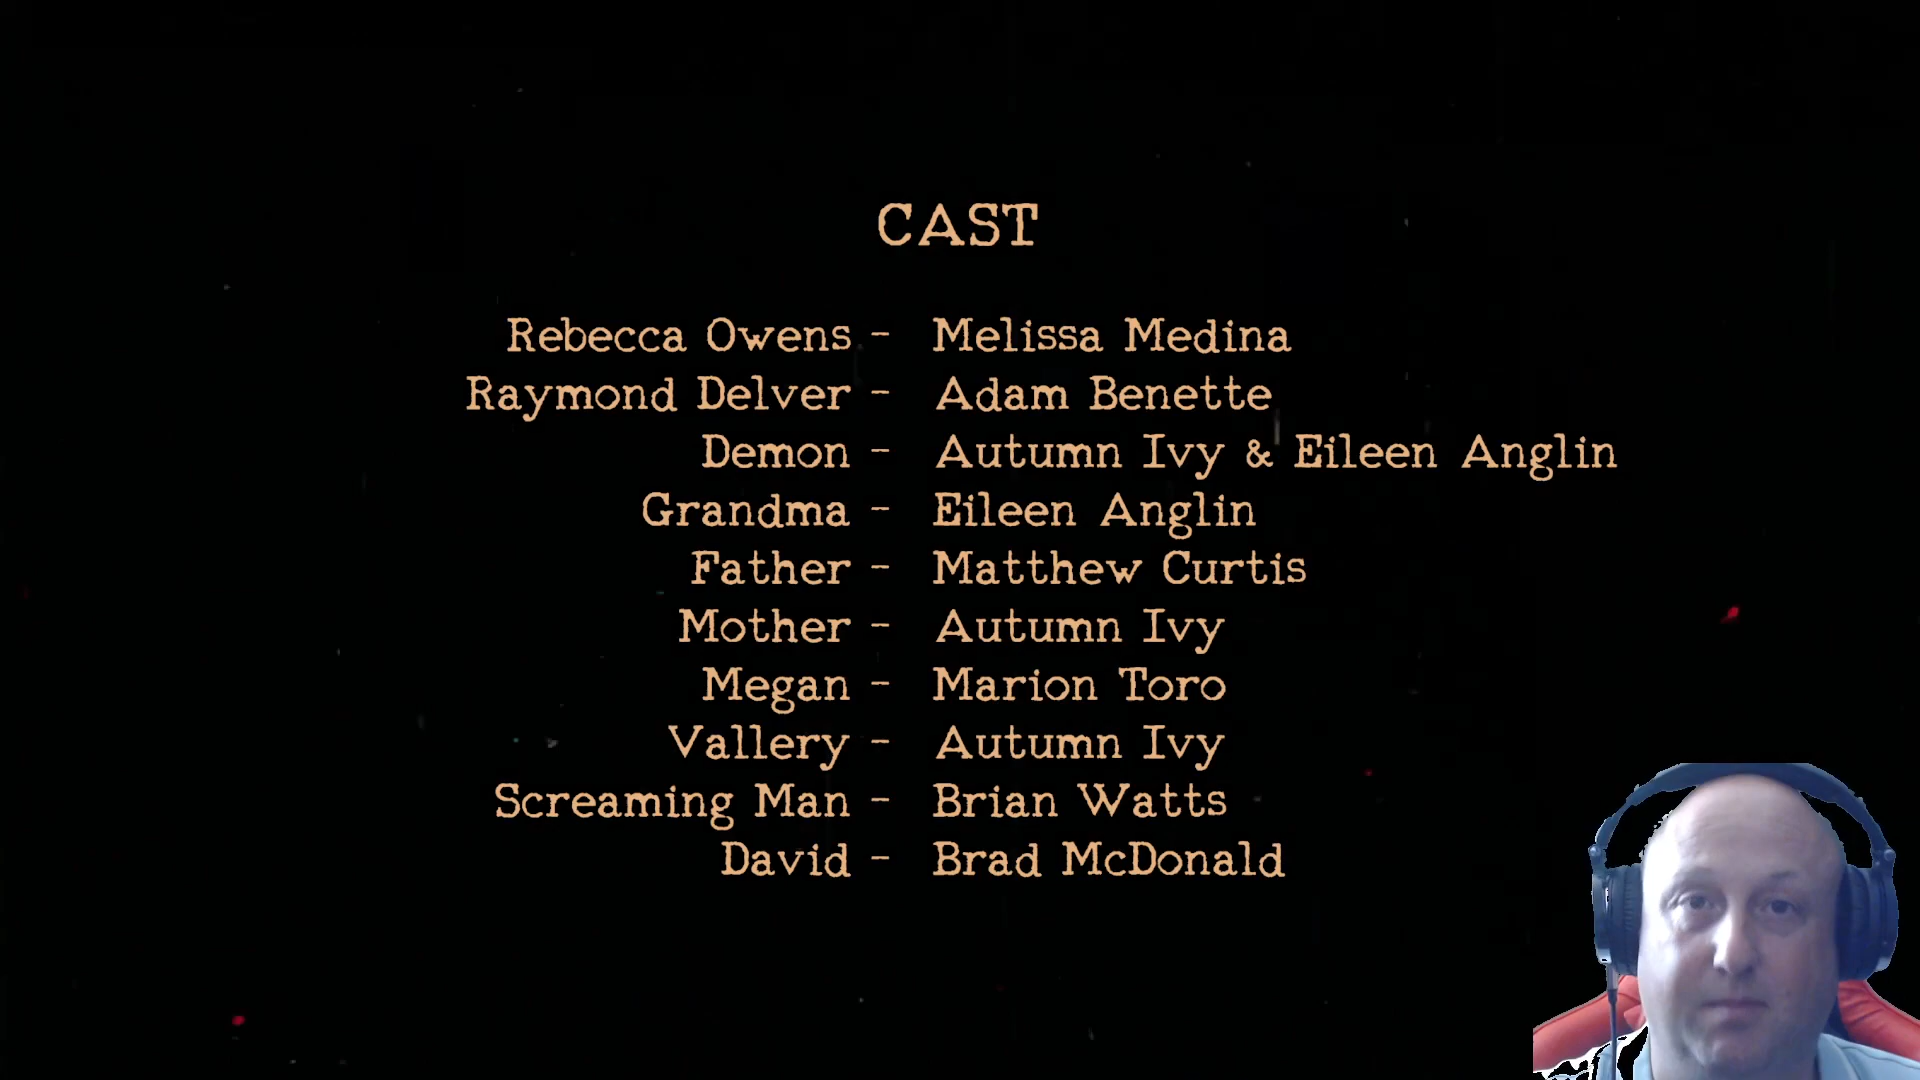 CAST
Rebecca Owens - Melissa Medina
Raymond Delver - Adam Benette
Demon - Autumn Ivy & Eileen Anglin
Grandma - Eileen Anglin
Father - Matthew Curtis
Mother - Autumn Ivy
Megan - Marion Toro
Vallery - Autumn Ivy
Screaming Man - Brian Watts
David - Brad McDonald